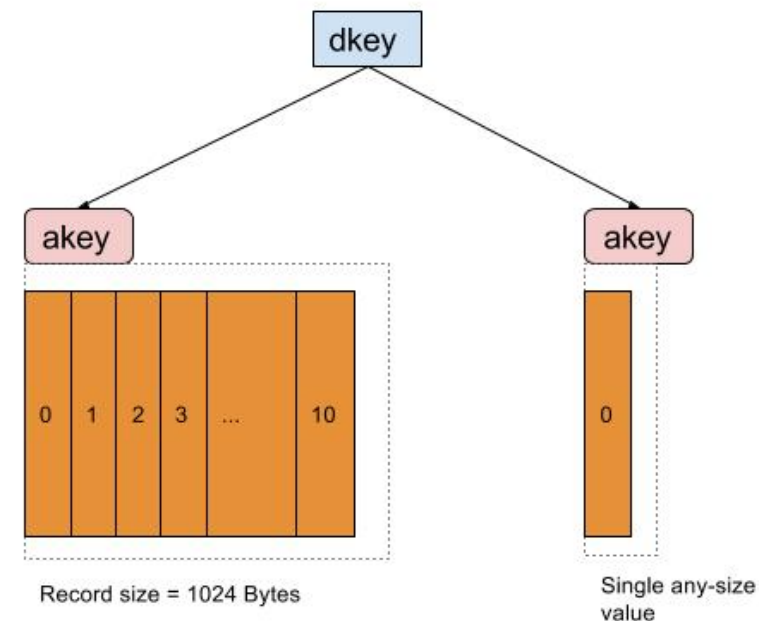 dkey
akey
akey
0 1 2 3 ... 10
0
Record size = 1024 Bytes
Single any-size
value